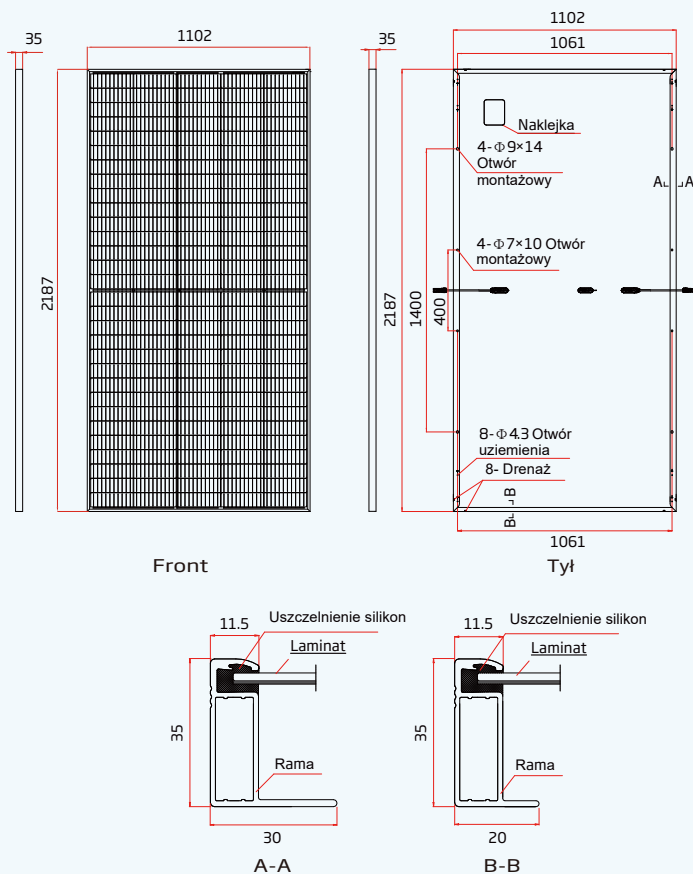 35
1102
2187
Front
35
1102
1061
Naklejka
4-Φ9×14
Otwór
montażowy
A A
4-Φ7×10 Otwór
montażowy
2187
1400
400
8-Φ4.3 Otwór
uziemienia
8- Drenaż
B B
1061
Tył
11.5
Uszczelnienie silikon
Laminat
35
Rama
30
A-A
11.5
Uszczelnienie silikon
Laminat
35
Rama
20
B-B